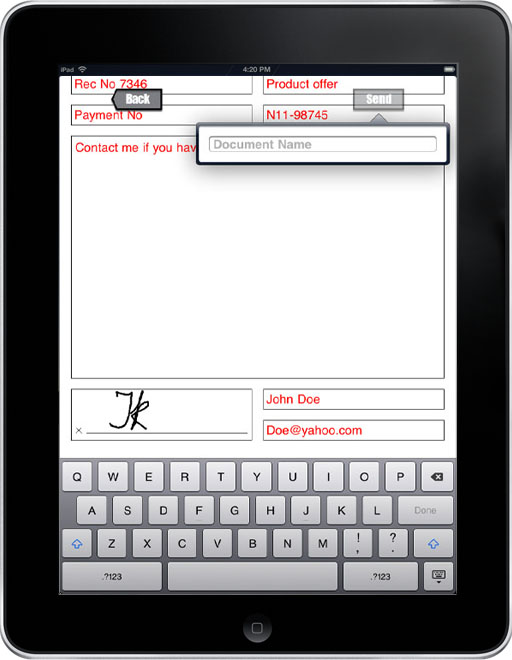 iPad 4:20 PM
Rec No 7346 Product offer
Back Send
Payment No N11-98745
Contact me if you hav
Document Name
×
John Doe
Doe@yahoo.com
Q W E R T Y U I O P
A S D F G H J K L Done
Z X C V B N M ! , ? .
.?123 .?123